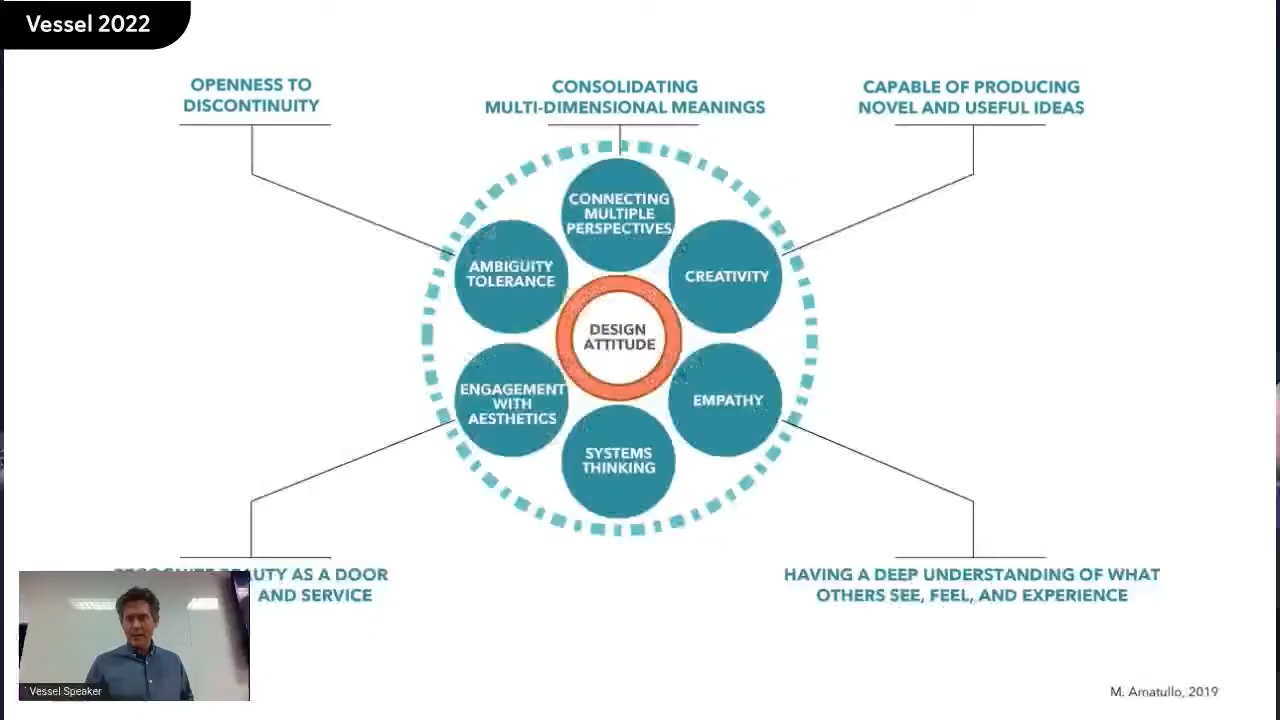 Vessel 2022
OPENNESS TO
DISCONTINUITY
CONSOLIDATING
MULTI-DIMENSIONAL MEANINGS
CAPABLE OF PRODUCING
NOVEL AND USEFUL IDEAS
CONNECTING
MULTIPLE
PERSPECTIVES
AMBIGUITY
TOLERANCE
CREATIVITY
DESIGN
ATTITUDE
ENGAGEMENT
WITH
AESTHETICS
EMPATHY
SYSTEMS
THINKING
AS A DOOR
AND SERVICE
HAVING A DEEP UNDERSTANDING OF WHAT
OTHERS SEE, FEEL, AND EXPERIENCE
Vessel Speaker
M. Amatullo, 2019